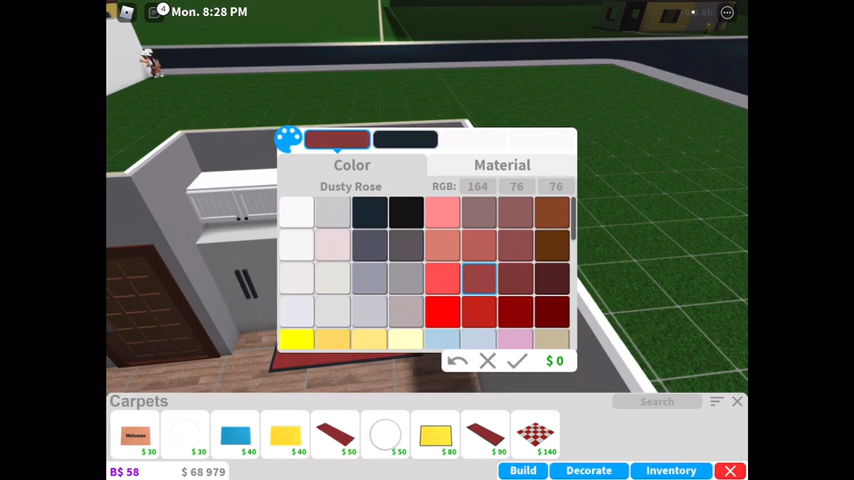 4
Mon. 8:28 PM
Color
Material
Dusty Rose
RGB: 164 76 76
$ 0
Carpets
Search
Welcome
$ 30
$ 30
$ 40
$ 40
$ 50
$ 50
$ 80
$ 90
$ 140
B$ 58
$ 68 979
Build
Decorate
Inventory